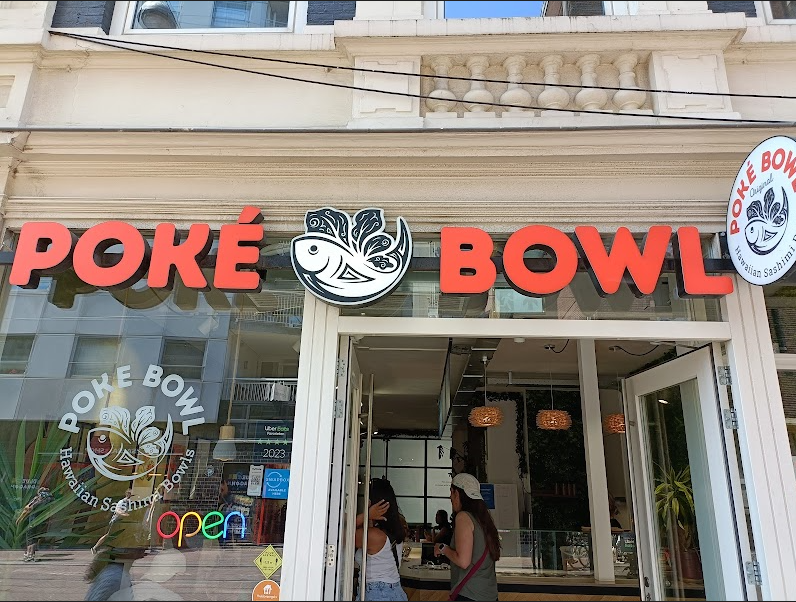 POKÉ BOWL
POKÉ BOWL
Original
Hawaiian Sashimi
POKE BOWL
Hawaiian Sashimi Bowls
open
Uber Eats
2023